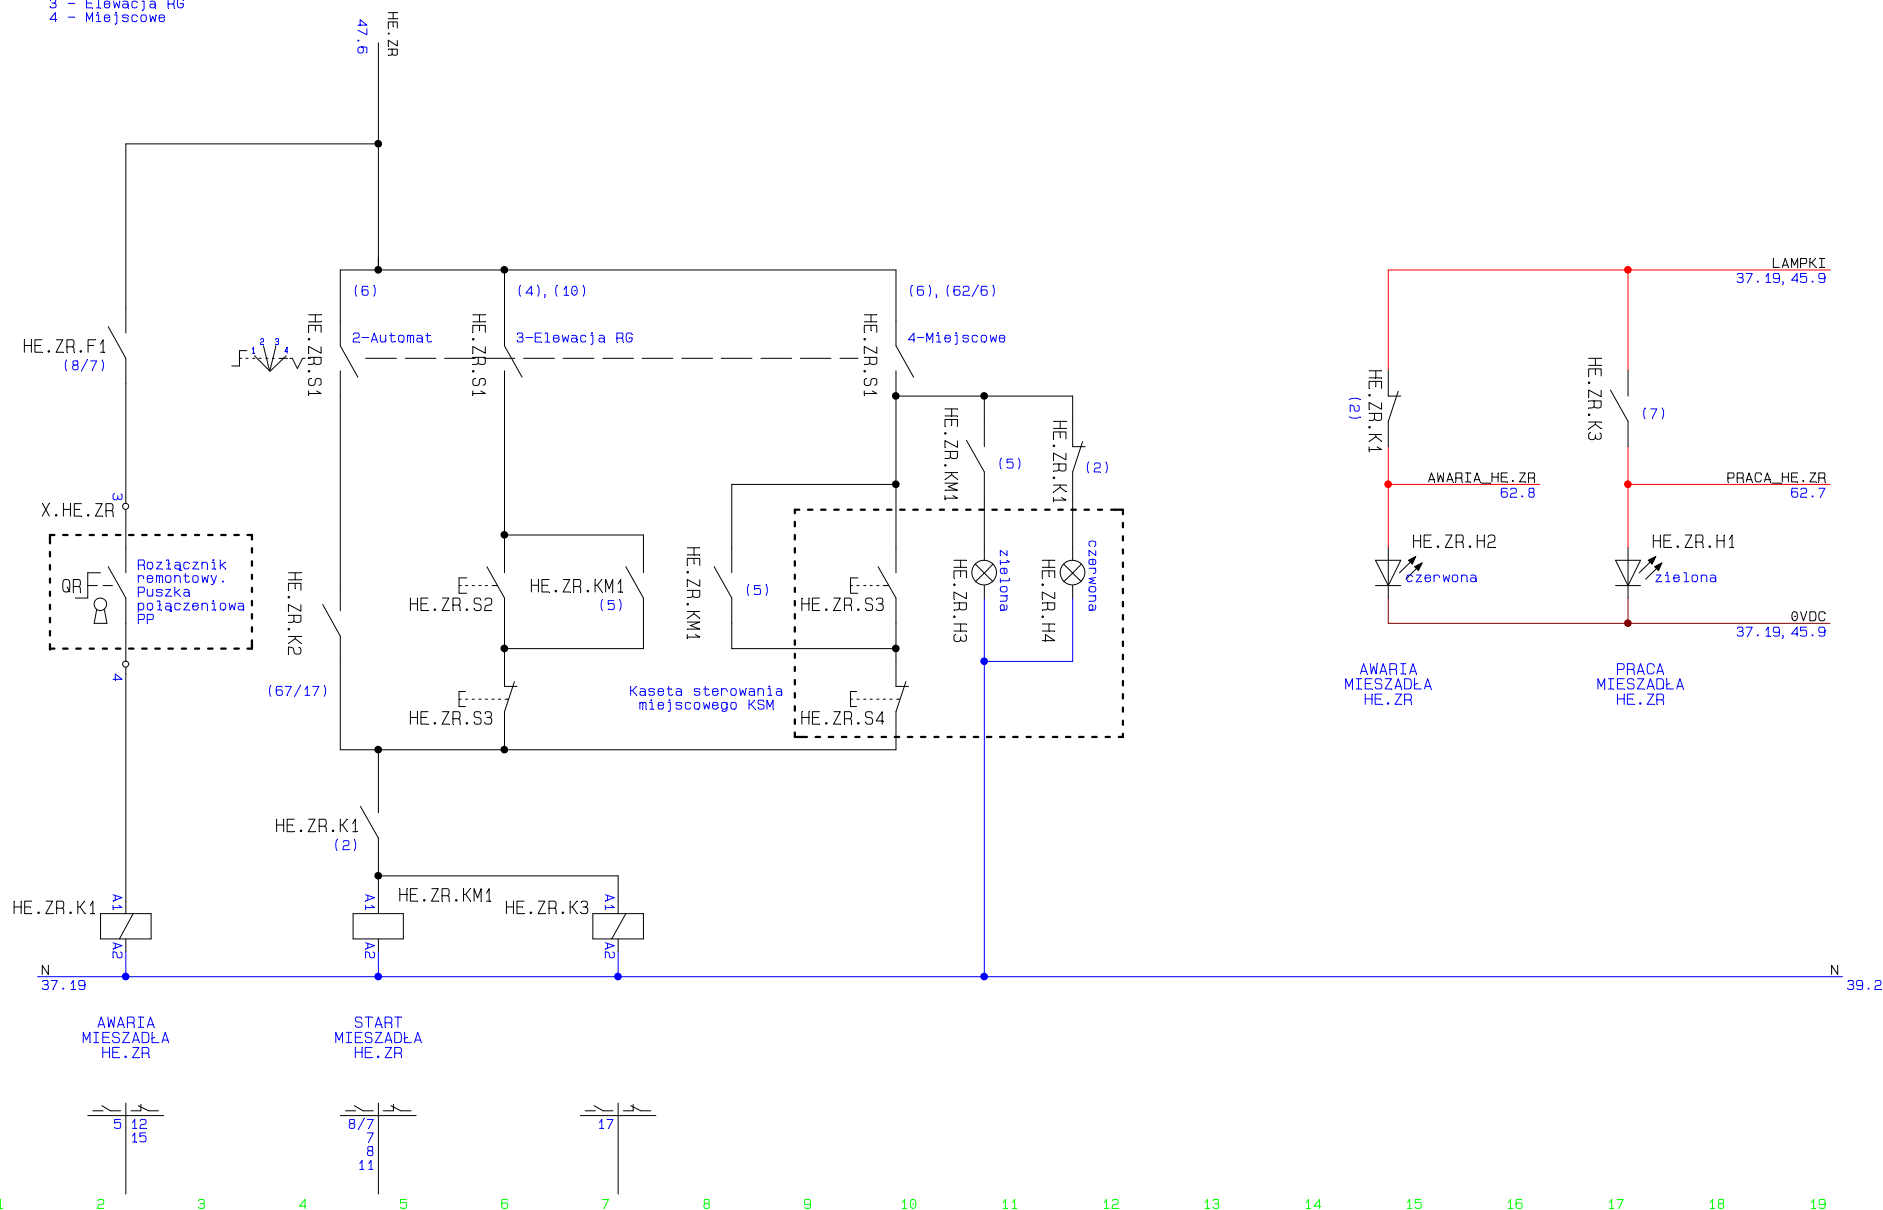 3 - Elewacja RG
4 - Miejscowe
HE.ZR
47.6
(6)
(4),(10)
(6),(62/6)
LAMPKI
37.19,45.9
HE.ZR.F1
(8/7)
1 2 3 4
HE.ZR.S1
2-Automat
HE.ZR.S1
3-Elewacja RG
HE.ZR.S1
4-Miejscowe
HE.ZR.KM1
(5)
HE.ZR.K1
(2)
HE.ZR.K1
(2)
HE.ZR.K3
(7)
AWARIA_HE.ZR
62.8
PRACA_HE.ZR
62.7
3
X.HE.ZR
QR
Rozłącznik
remontowy.
Puszka
połączeniowa
PP
4
HE.ZR.K2
(67/17)
HE.ZR.S2
HE.ZR.KM1
(5)
HE.ZR.KM1
(5)
HE.ZR.S3
HE.ZR.H3
zielona
HE.ZR.H4
czerwona
HE.ZR.H2
czerwona
HE.ZR.H1
zielona
0VDC
37.19,45.9
HE.ZR.S3
Kaseta sterowania
miejscowego KSM
HE.ZR.S4
AWARIA
MIESZADŁA
HE.ZR
PRACA
MIESZADŁA
HE.ZR
HE.ZR.K1
(2)
HE.ZR.K1
A1
A2
HE.ZR.KM1
A1
A2
HE.ZR.K3
A1
A2
N
37.19
N
39.2
AWARIA
MIESZADŁA
HE.ZR
START
MIESZADŁA
HE.ZR
5 12
15
8/7
7
8
11
17
1 2 3 4 5 6 7 8 9 10 11 12 13 14 15 16 17 18 19